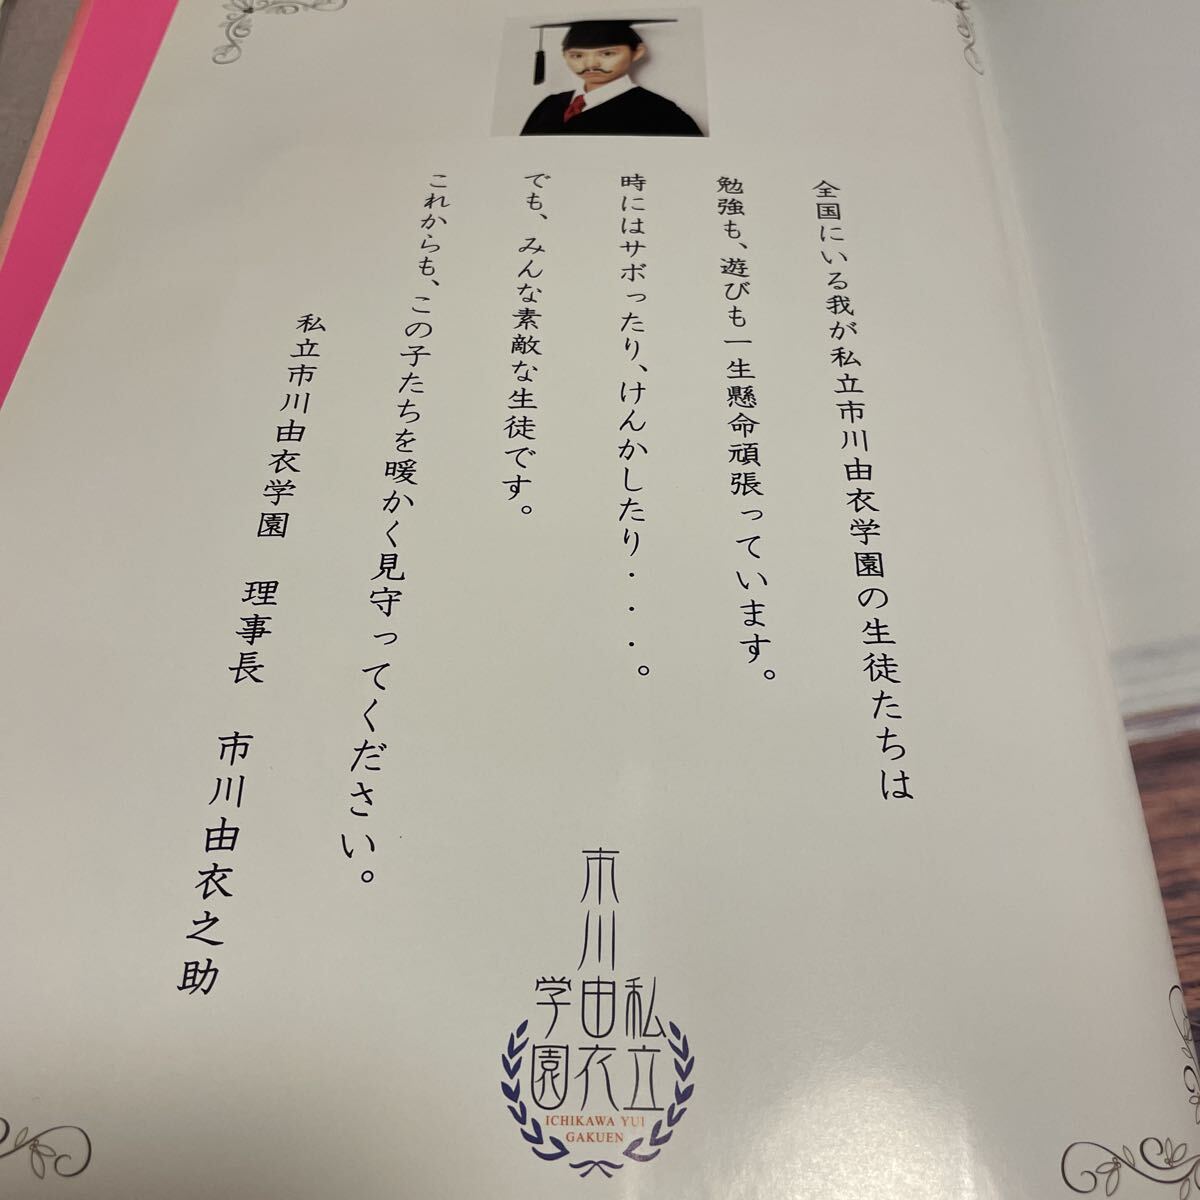 全国にいる我が私立市川由衣学園の生徒たちは
勉強も、遊びも一生懸命頑張っています。
時にはサボったり、けんかしたり・・・。
でも、みんな素敵な生徒です。
これからも、この子たちを暖かく見守ってください。
私立市川由衣学園 理事長 市川由衣之助
私立
市川由衣
学園
ICHIKAWA YUI
GAKUEN